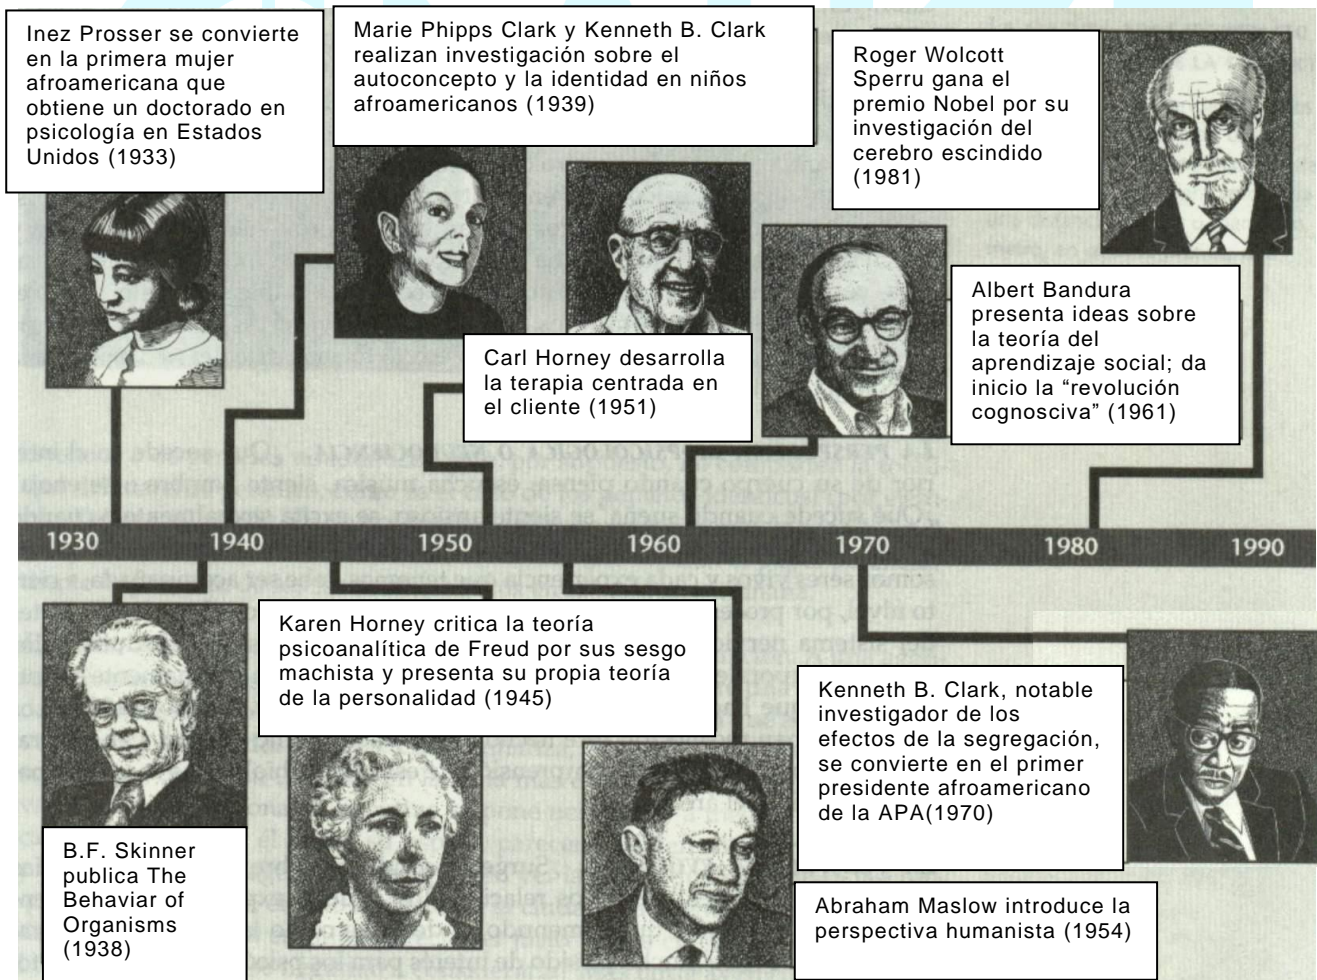 Inez Prosser se convierte
en la primera mujer
afroamericana que
obtiene un doctorado en
psicología en Estados
Unidos (1933)
Marie Phipps Clark y Kenneth B. Clark
realizan investigación sobre el
autoconcepto y la identidad en niños
afroamericanos (1939)
Roger Wolcott
Sperru gana el
premio Nobel por su
investigación del
cerebro escindido
(1981)
Carl Horney desarrolla
la terapia centrada en
el cliente (1951)
Albert Bandura
presenta ideas sobre
la teoría del
aprendizaje social; da
inicio la “revolución
cognosciva” (1961)
1930 1940 1950 1960 1970 1980 1990
B.F. Skinner
publica The
Behaviar of
Organisms
(1938)
Karen Horney critica la teoría
psicoanalítica de Freud por sus sesgo
machista y presenta su propia teoría
de la personalidad (1945)
Kenneth B. Clark, notable
investigador de los
efectos de la segregación,
se convierte en el primer
presidente afroamericano
de la APA(1970)
Abraham Maslow introduce la
perspectiva humanista (1954)